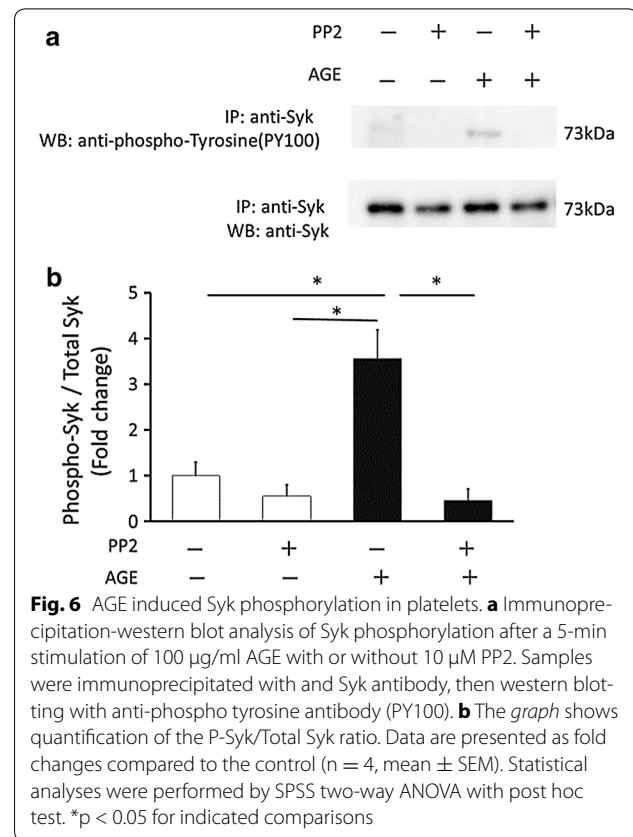 a
PP2 – + – +
AGE – – + +
IP: anti-Syk
WB: anti-phospho-Tyrosine(PY100)
73kDa
IP: anti-Syk
WB: anti-Syk
73kDa
b
* *
*
Phospho-Syk / Total Syk
(Fold change)
5
4
3
2
1
0
PP2 – + – +
AGE – – + +
Fig. 6 AGE induced Syk phosphorylation in platelets. a Immunopre-
cipitation-western blot analysis of Syk phosphorylation after a 5-min
stimulation of 100 µg/ml AGE with or without 10 µM PP2. Samples
were immunoprecipitated with and Syk antibody, then western blot-
ting with anti-phospho tyrosine antibody (PY100). b The graph shows
quantification of the P-Syk/Total Syk ratio. Data are presented as fold
changes compared to the control (n = 4, mean ± SEM). Statistical
analyses were performed by SPSS two-way ANOVA with post hoc
test. *p < 0.05 for indicated comparisons